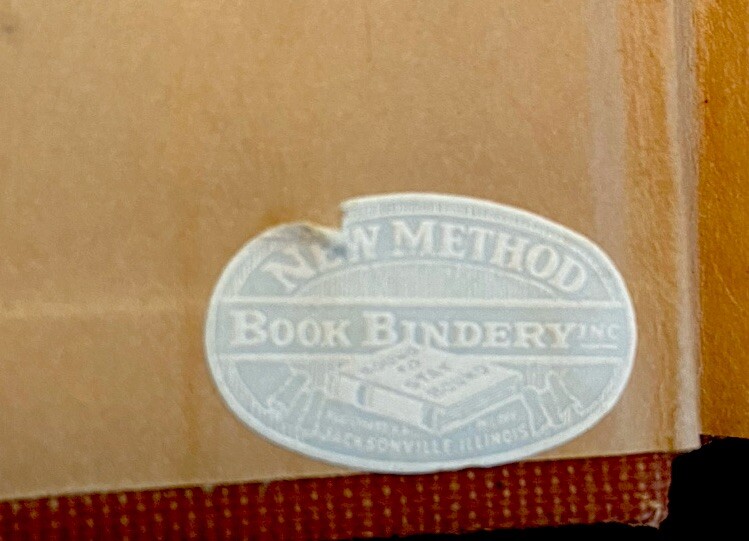 NEW METHOD
BOOK BINDERY INC
BOUND
TO
STAY
BOUND
JACKSONVILLE, ILLINOIS